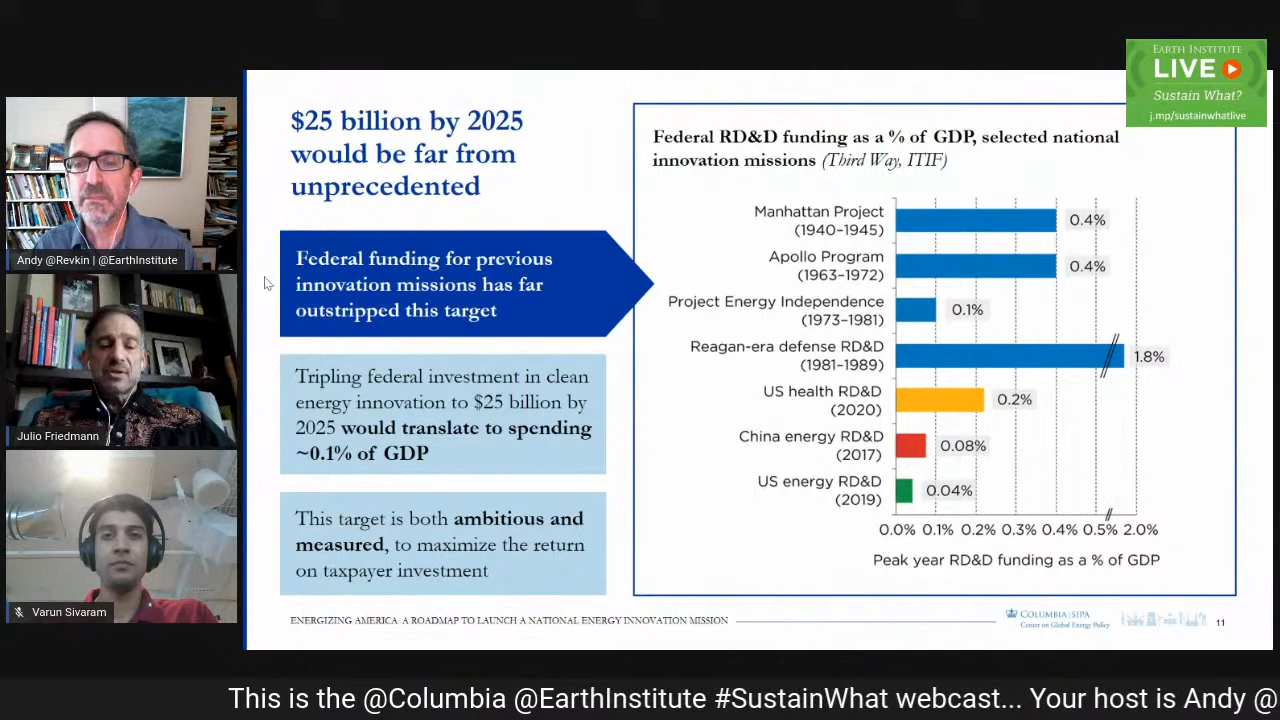 EARTH INSTITUTE
LIVE
Sustain What?
j.mp/sustainwhatlive
Andy @Revkin | @EarthInstitute
Julio Friedmann
Varun Sivaram
$25 billion by 2025
would be far from
unprecedented
Federal funding for previous
innovation missions has far
outstripped this target
Tripling federal investment in clean
energy innovation to $25 billion by
2025 would translate to spending
~0.1% of GDP
This target is both ambitious and
measured, to maximize the return
on taxpayer investment
Federal RD&D funding as a % of GDP, selected national
innovation missions (Third Way, ITIF)
Manhattan Project
(1940–1945)
0.4%
Apollo Program
(1963–1972)
0.4%
Project Energy Independence
(1973–1981)
0.1%
Reagan-era defense RD&D
(1981–1989)
1.8%
US health RD&D
(2020)
0.2%
China energy RD&D
(2017)
0.08%
US energy RD&D
(2019)
0.04%
0.0% 0.1% 0.2% 0.3% 0.4% 0.5% 2.0%
Peak year RD&D funding as a % of GDP
ENERGIZING AMERICA: A ROADMAP TO LAUNCH A NATIONAL ENERGY INNOVATION MISSION
COLUMBIA | SIPA
Center on Global Energy Policy
11
This is the @Columbia @EarthInstitute #SustainWhat webcast... Your host is Andy @